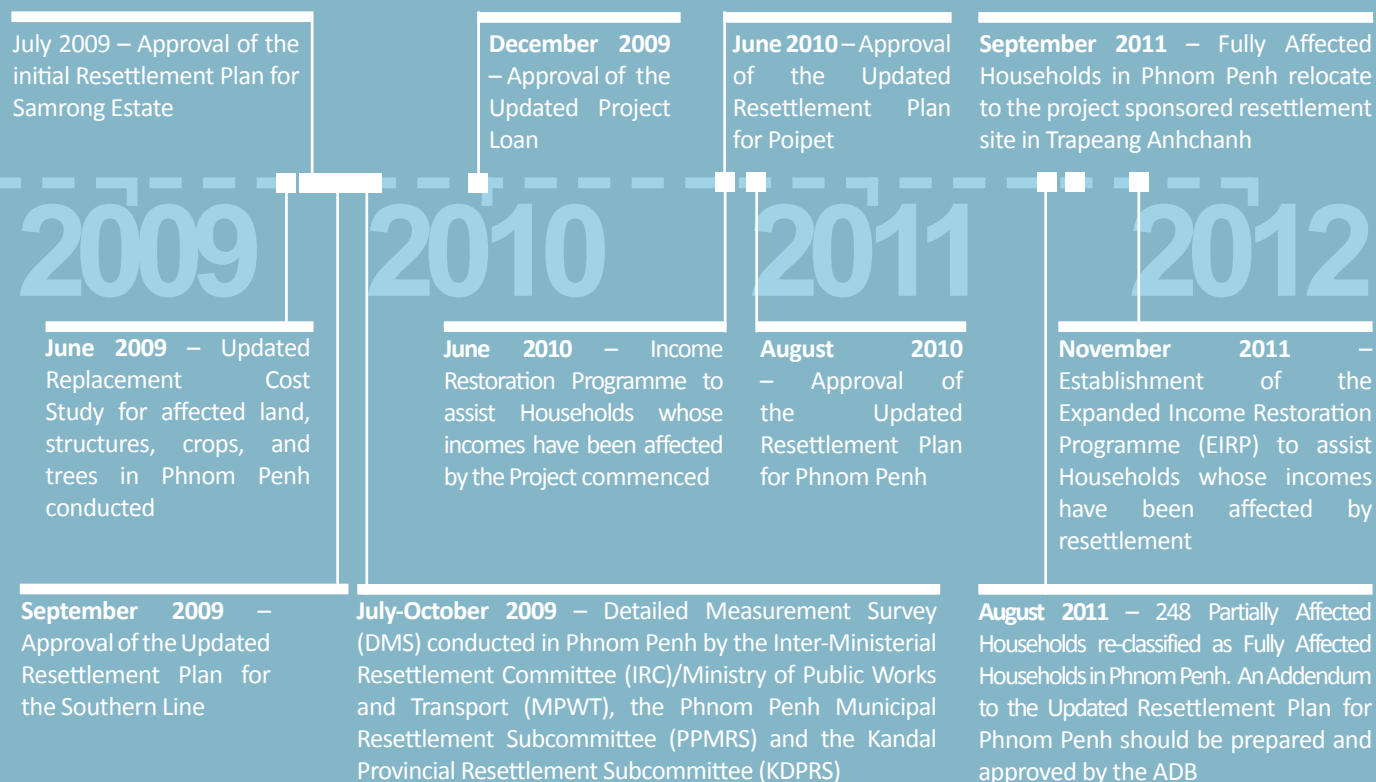 July 2009 – Approval of the
initial Resettlement Plan for
Samrong Estate
December 2009
– Approval of the
Updated Project
Loan
June 2010 – Approval
of the Updated
Resettlement Plan
for Poipet
September 2011 – Fully Affected
Households in Phnom Penh relocate
to the project sponsored resettlement
site in Trapeang Anhchanh
2009
2010
2011
2012
June 2009 – Updated
Replacement Cost
Study for affected land,
structures, crops, and
trees in Phnom Penh
conducted
June 2010 – Income
Restoration Programme to
assist Households whose
incomes have been affected
by the Project commenced
August 2010
– Approval of
the Updated
Resettlement Plan
for Phnom Penh
November 2011 –
Establishment of the
Expanded Income Restoration
Programme (EIRP) to assist
Households whose incomes
have been affected by
resettlement
September 2009 –
Approval of the Updated
Resettlement Plan for
the Southern Line
July-October 2009 – Detailed Measurement Survey
(DMS) conducted in Phnom Penh by the Inter-Ministerial
Resettlement Committee (IRC)/Ministry of Public Works
and Transport (MPWT), the Phnom Penh Municipal
Resettlement Subcommittee (PPMRS) and the Kandal
Provincial Resettlement Subcommittee (KDPRS)
August 2011 – 248 Partially Affected
Households re-classified as Fully Affected
Households in Phnom Penh. An Addendum
to the Updated Resettlement Plan for
Phnom Penh should be prepared and
approved by the ADB